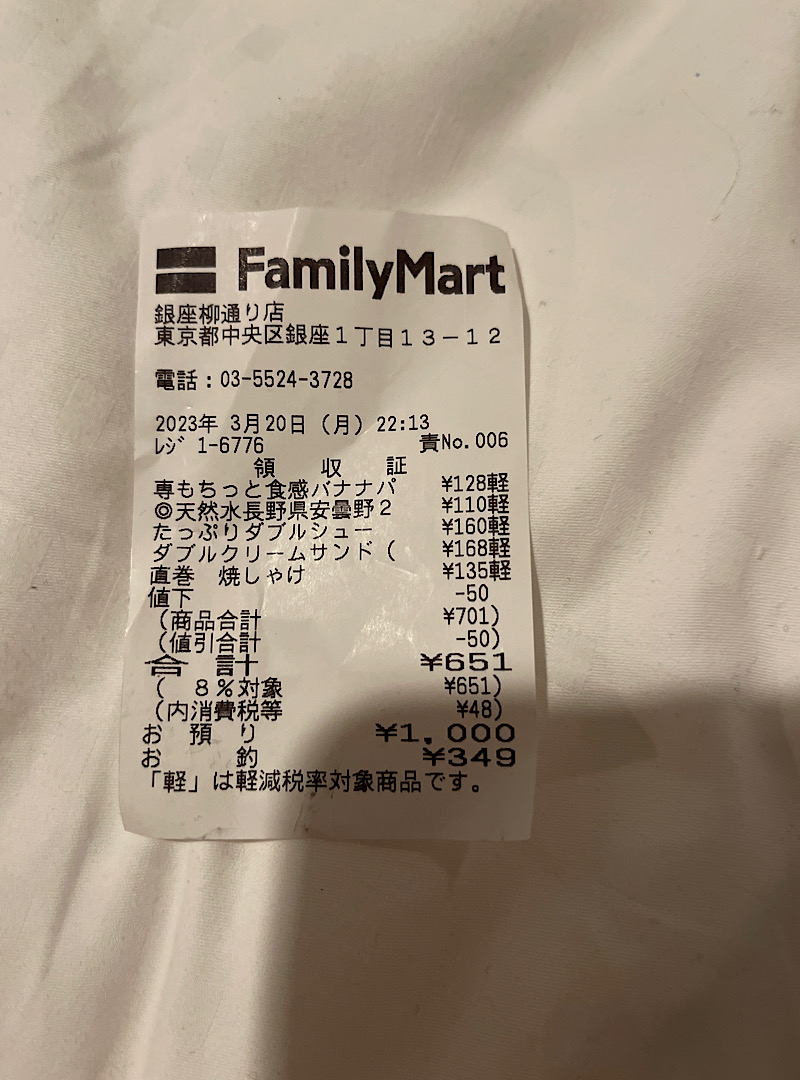 FamilyMart
銀座柳通り店
東京都中央区銀座1丁目13-12
電話:03-5524-3728
2023年 3月20日(月)22:13
レジ 1-6776 責No.006
領 収 証
専もちっと食感バナナパ ¥128軽
◎天然水長野県安曇野2 ¥110軽
たっぷりダブルシュー ¥160軽
ダブルクリームサンド( ¥168軽
直巻 焼しゃけ ¥135軽
値下 -50
(商品合計 ¥701)
(値引合計 -50)
合 計 ¥651
( 8%対象 ¥651)
(内消費税等 ¥48)
お 預 り ¥1,000
お 釣 ¥349
「軽」は軽減税率対象商品です。